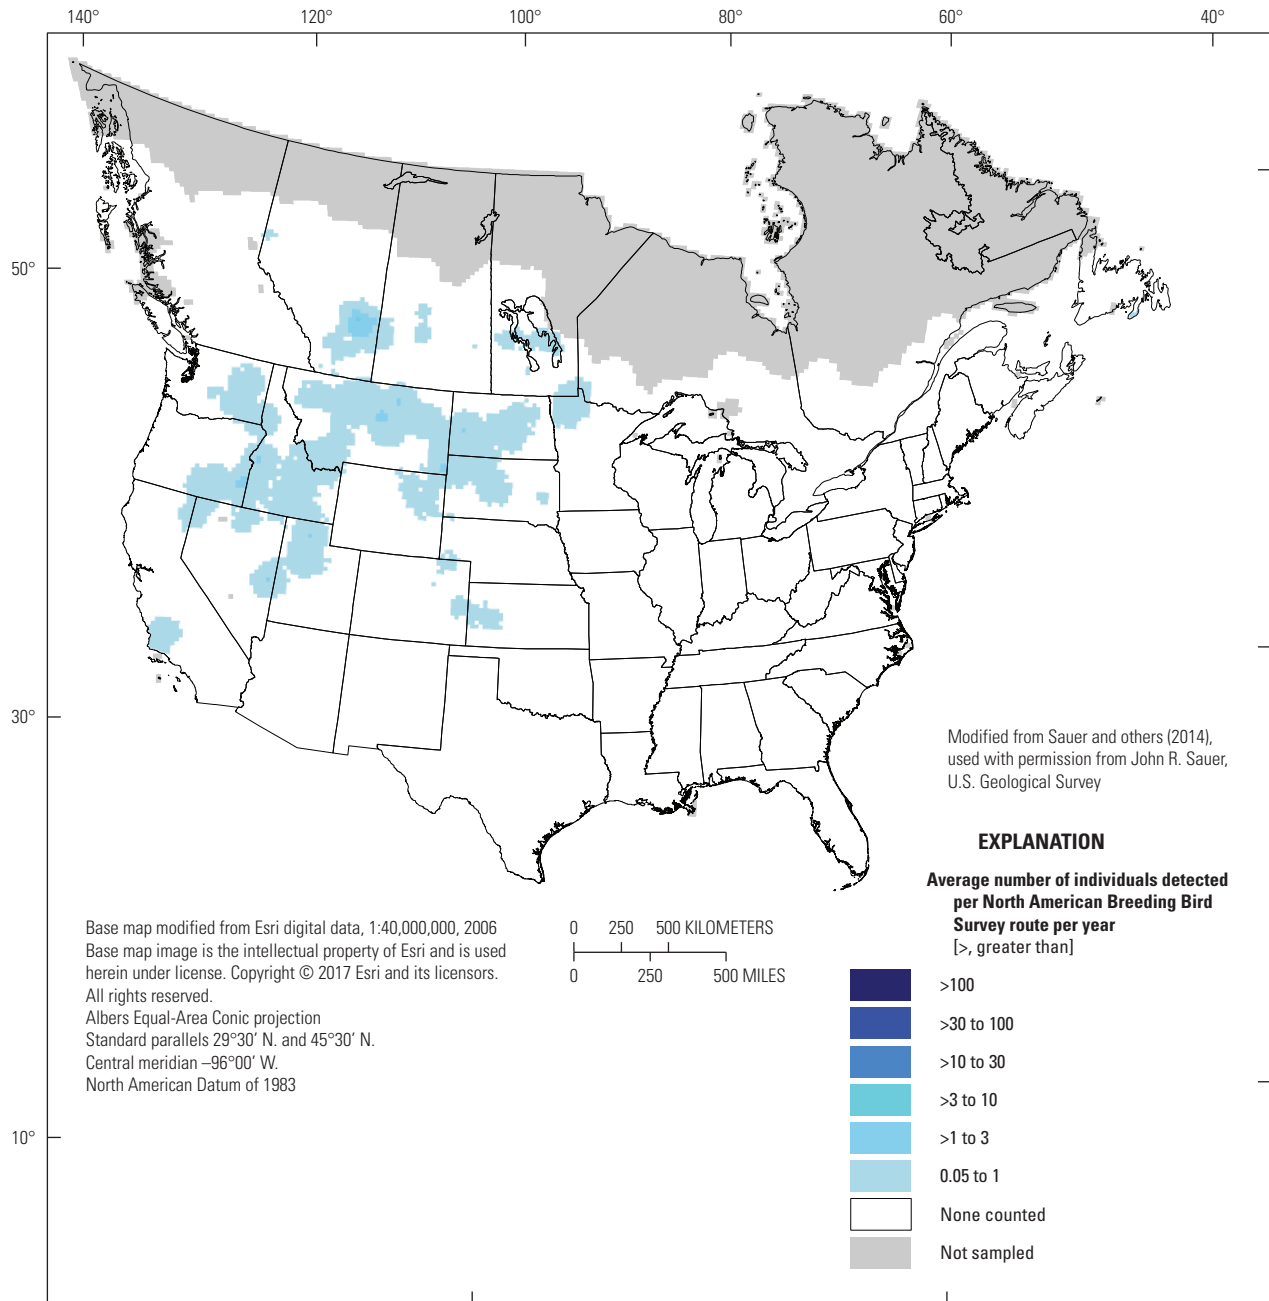 140°
120°
100°
80°
60°
40°
50°
30°
10°
Modified from Sauer and others (2014),
used with permission from John R. Sauer,
U.S. Geological Survey
EXPLANATION
Average number of individuals detected
per North American Breeding Bird
Survey route per year
[>, greater than]
>100
>30 to 100
>10 to 30
>3 to 10
>1 to 3
0.05 to 1
None counted
Not sampled
Base map modified from Esri digital data, 1:40,000,000, 2006
Base map image is the intellectual property of Esri and is used
herein under license. Copyright © 2017 Esri and its licensors.
All rights reserved.
Albers Equal-Area Conic projection
Standard parallels 29°30′ N. and 45°30′ N.
Central meridian –96°00′ W.
North American Datum of 1983
0 250 500 KILOMETERS
0 250 500 MILES